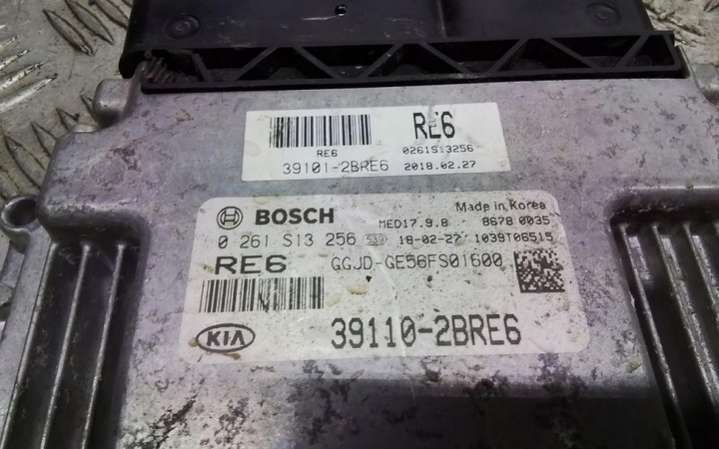 RE6
RE6
0261S13256
39101-2BRE6
2018.02.27
BOSCH
MED17.9.8
Made in Korea
8678 0035
0 261 S13 256
18-02-27
1039T06515
RE6
GGJD-GE56FS01600
KIA
39110-2BRE6